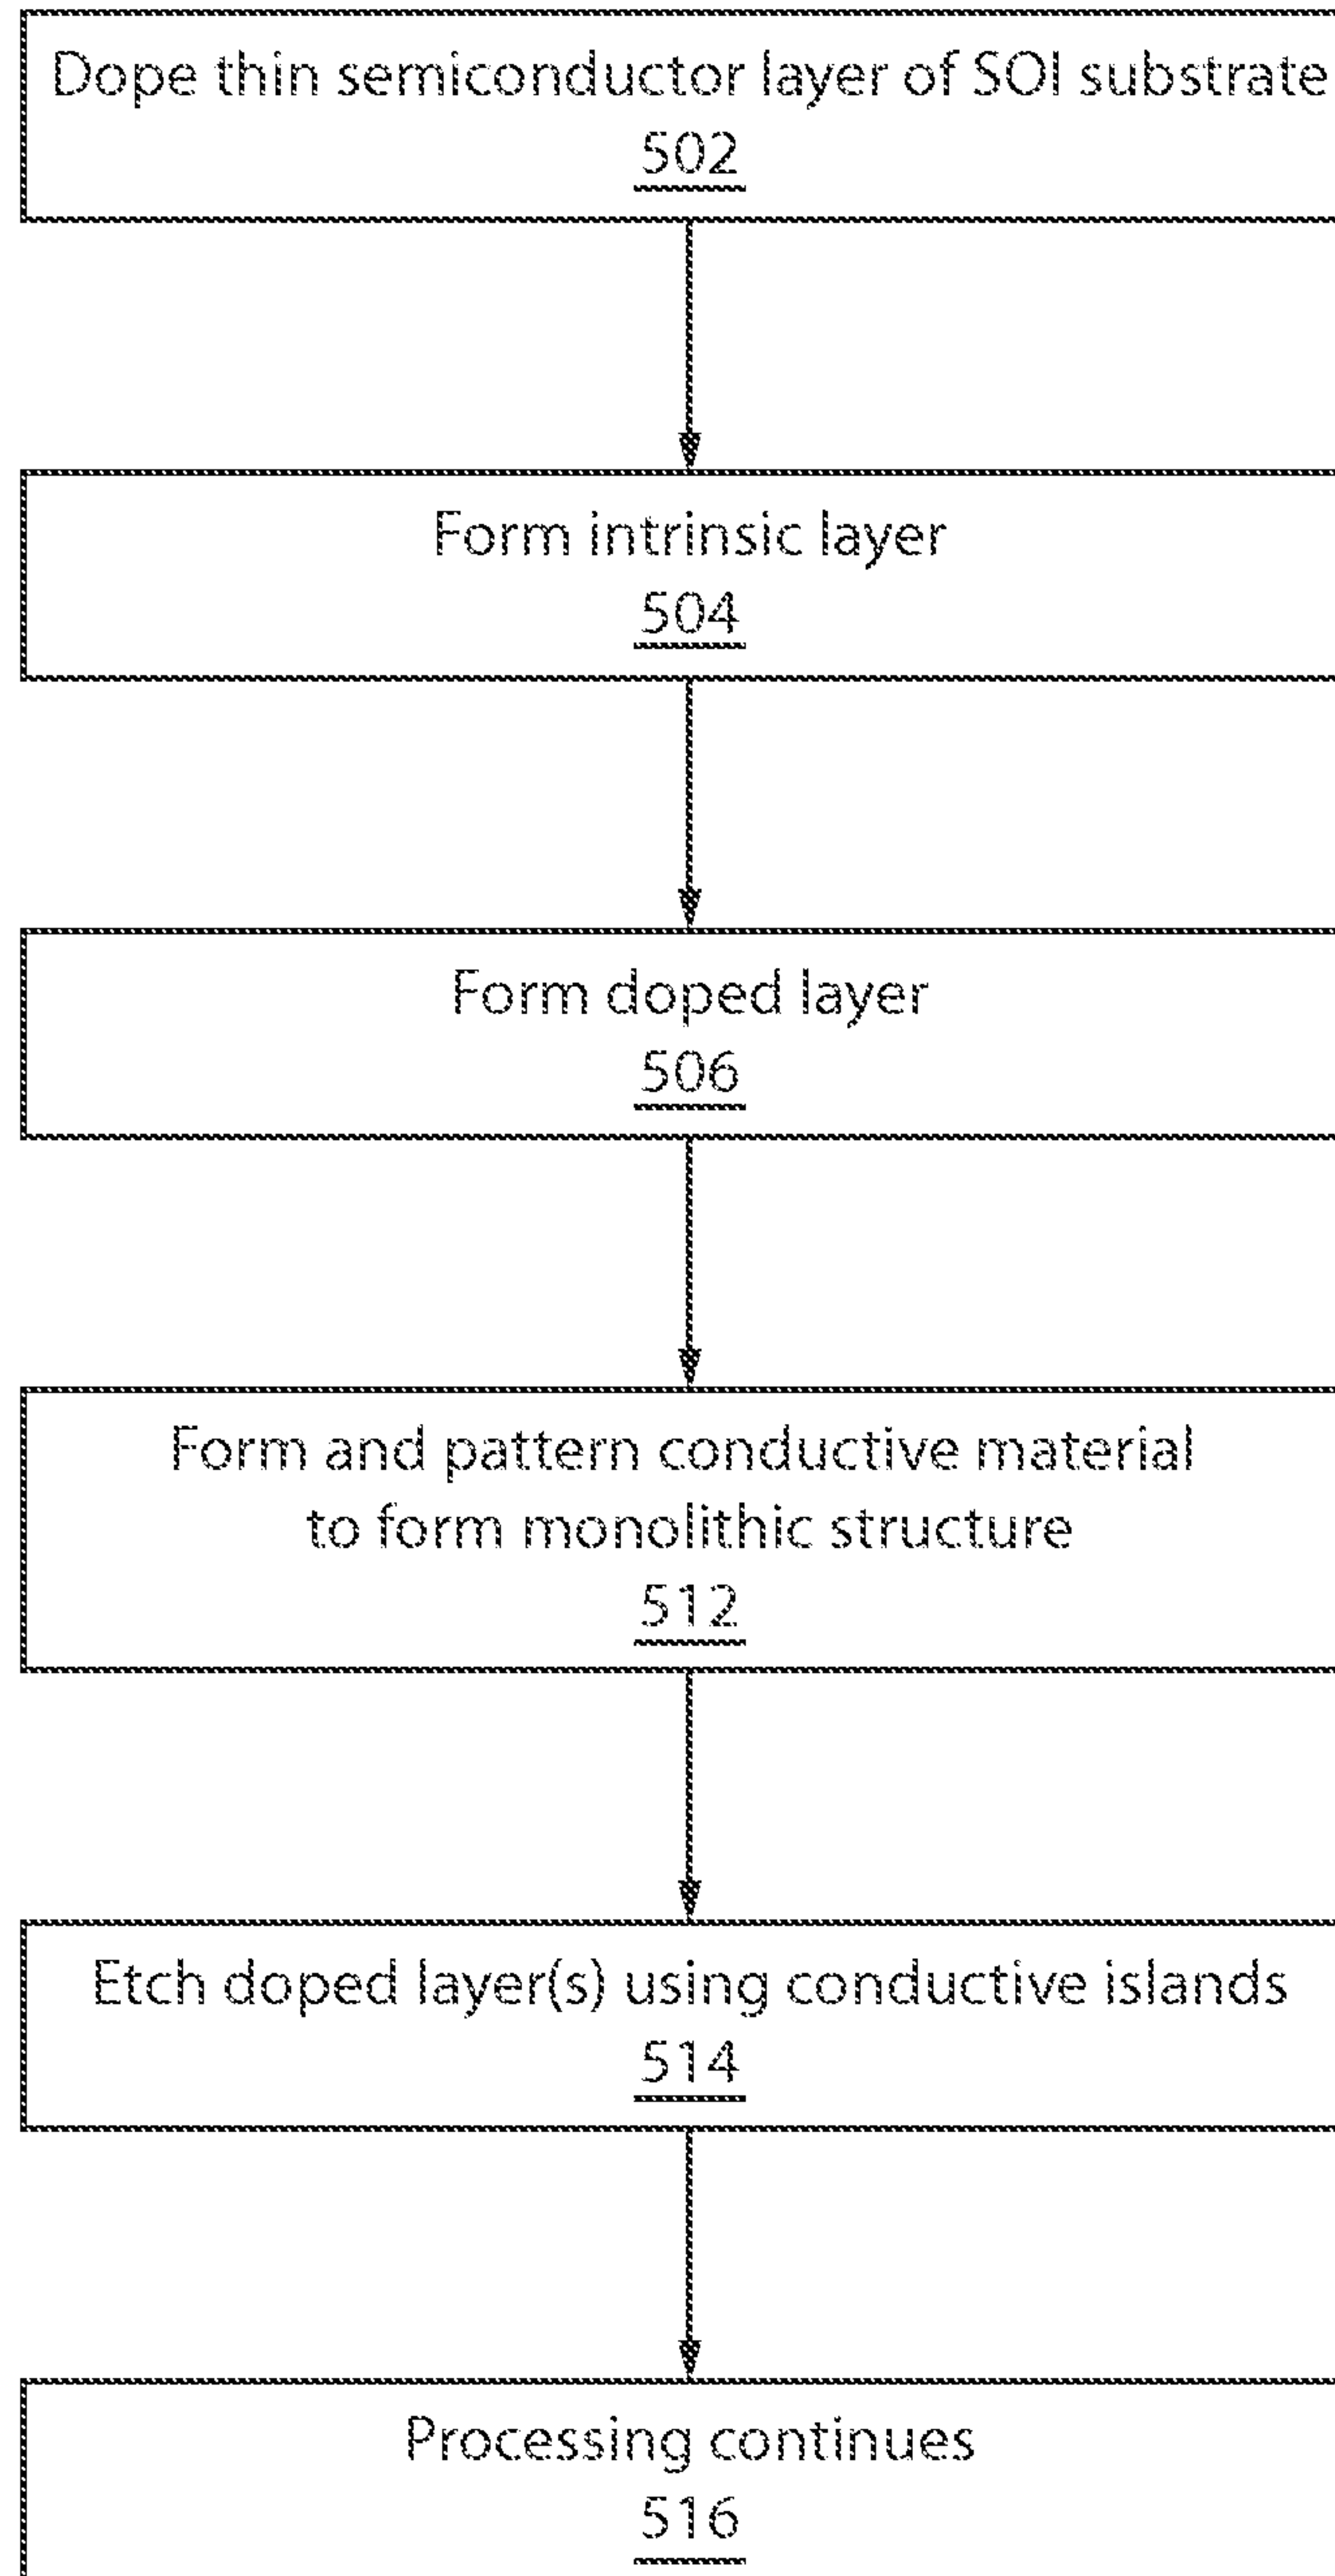 Dope thin semiconductor layer of SOI substrate
502
Form intrinsic layer
504
Form doped layer
506
Form and pattern conductive material
to form monolithic structure
512
Etch doped layer(s) using conductive islands
514
Processing continues
516